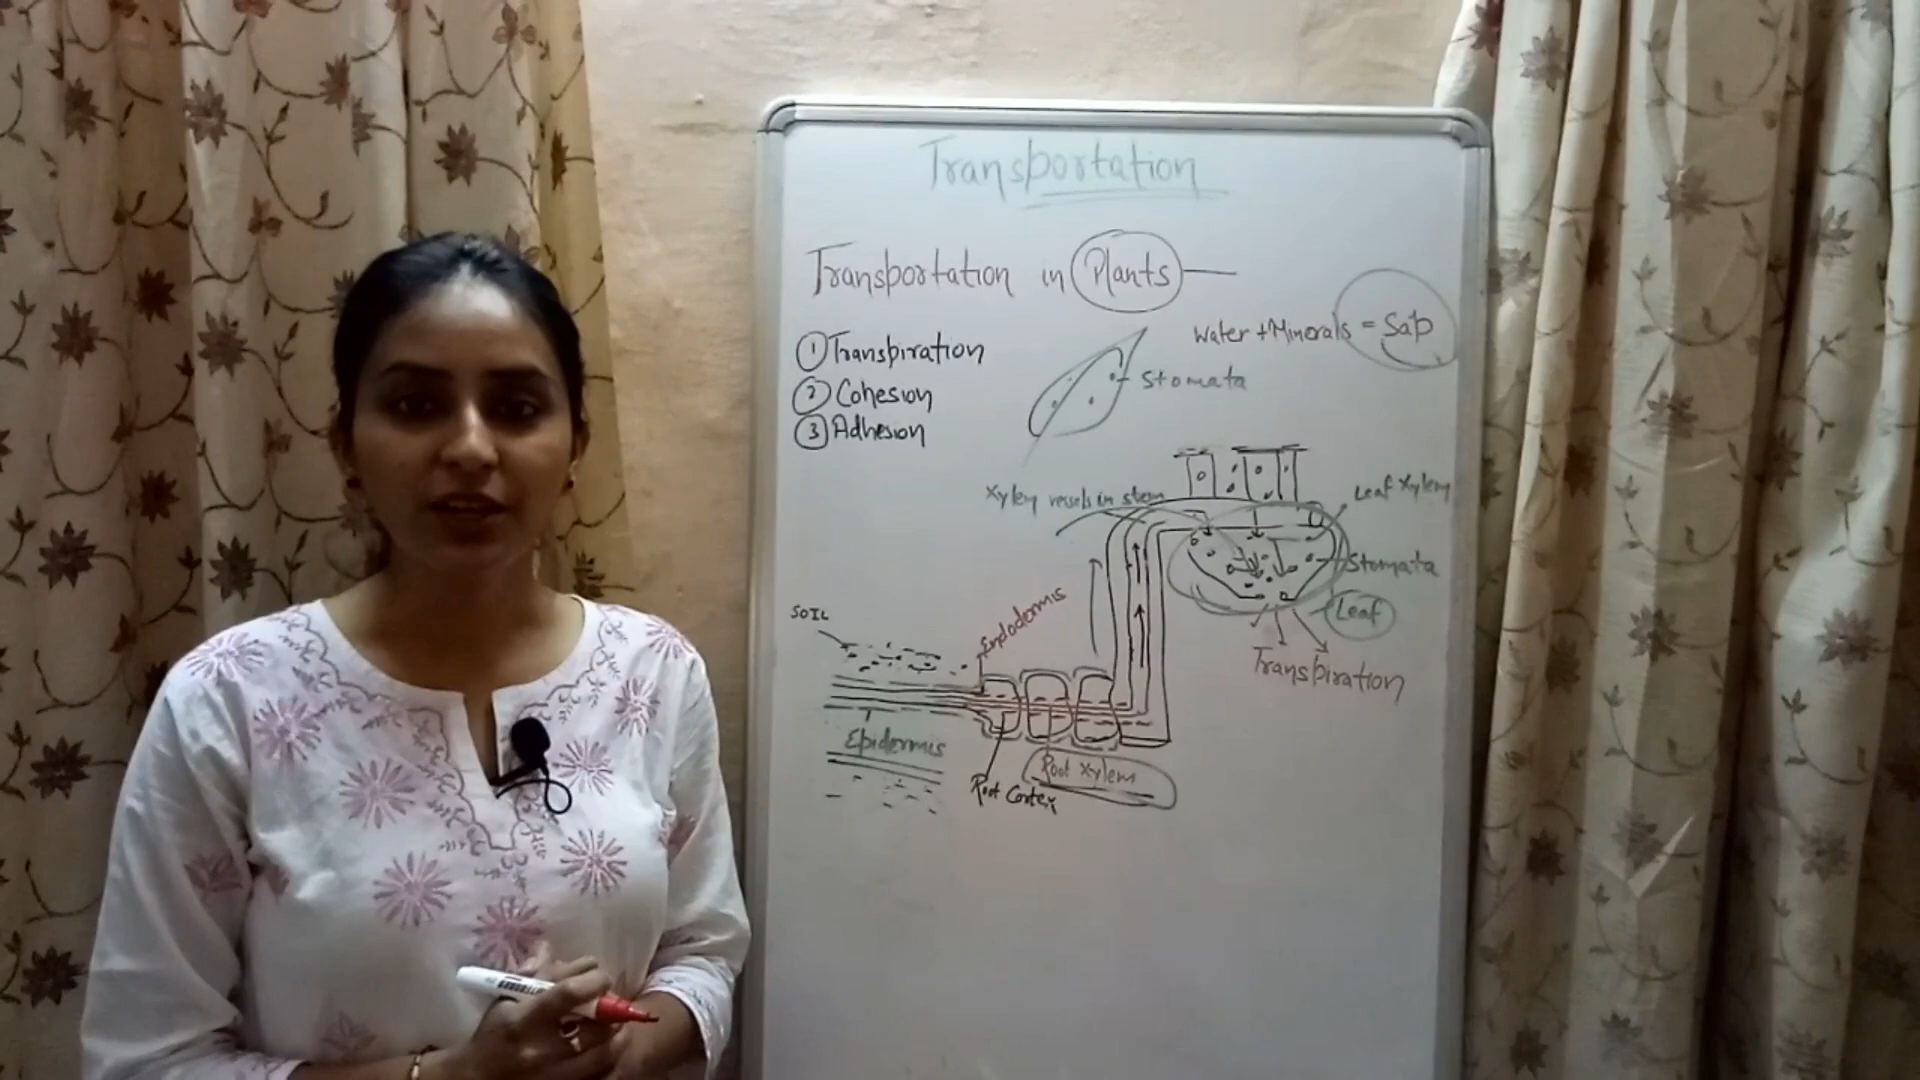 Transportation
Transportation in Plants
Water + Minerals = Sap
① Transpiration
② Cohesion
③ Adhesion
Stomata
Xylem vessels in stem
Leaf Xylem
Stomata
Leaf
Transpiration
SOIL
Endodermis
Epidermis
Root Xylem
Root Cortex